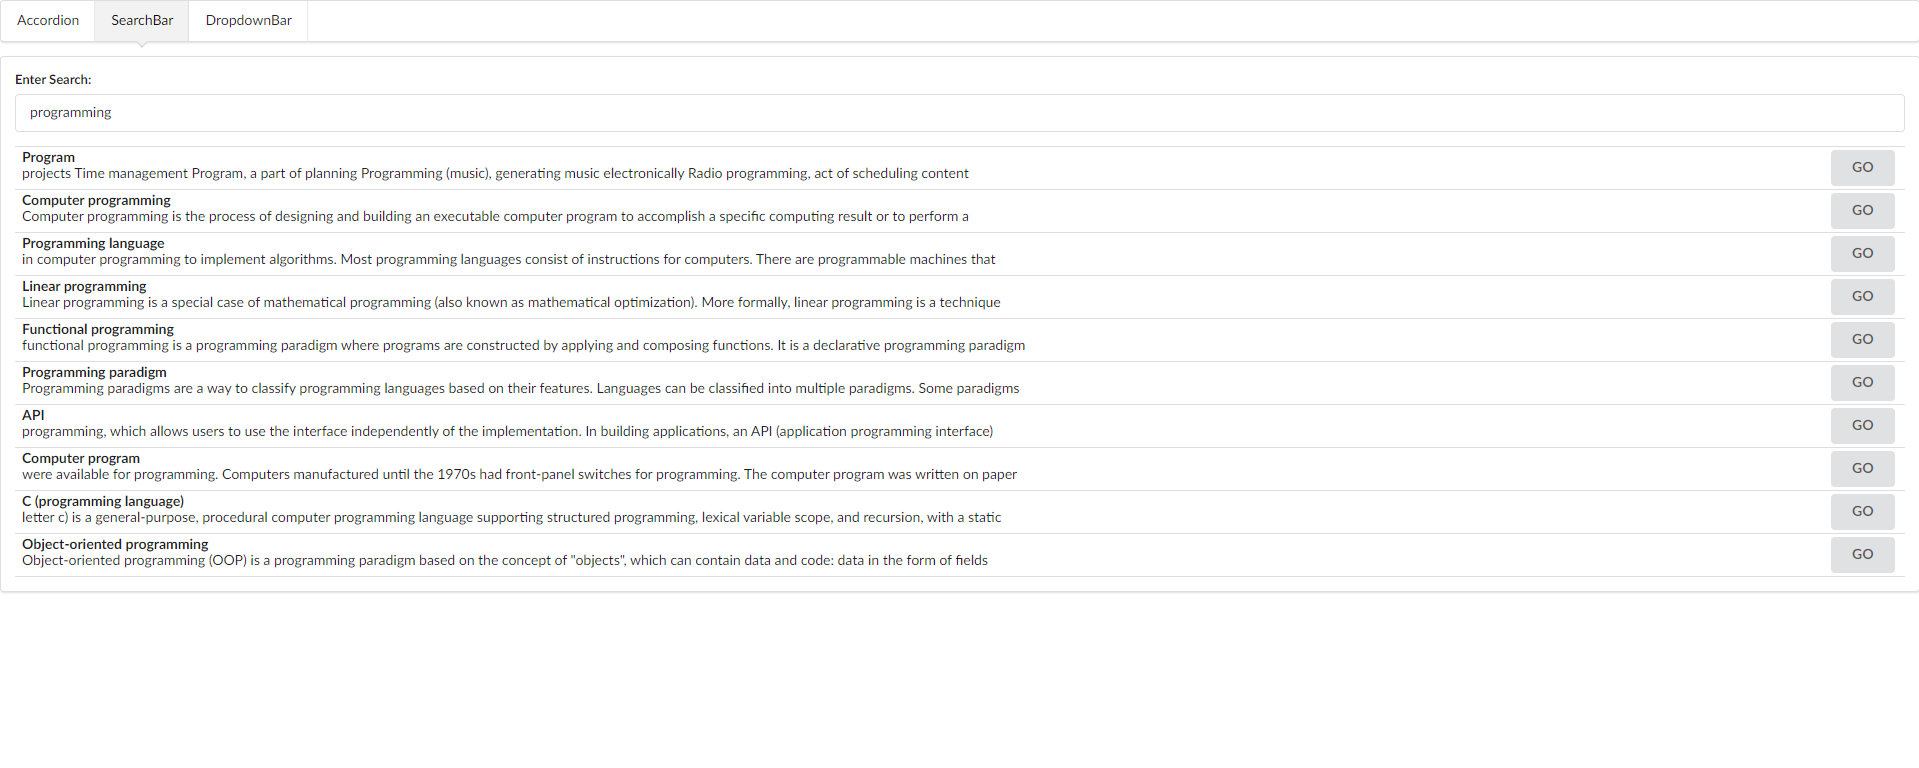 Accordion SearchBar DropdownBar
Enter Search:
programming
Program
projects Time management Program, a part of planning Programming (music), generating music electronically Radio programming, act of scheduling content
GO
Computer programming
Computer programming is the process of designing and building an executable computer program to accomplish a specific computing result or to perform a
GO
Programming language
in computer programming to implement algorithms. Most programming languages consist of instructions for computers. There are programmable machines that
GO
Linear programming
Linear programming is a special case of mathematical programming (also known as mathematical optimization). More formally, linear programming is a technique
GO
Functional programming
functional programming is a programming paradigm where programs are constructed by applying and composing functions. It is a declarative programming paradigm
GO
Programming paradigm
Programming paradigms are a way to classify programming languages based on their features. Languages can be classified into multiple paradigms. Some paradigms
GO
API
programming, which allows users to use the interface independently of the implementation. In building applications, an API (application programming interface)
GO
Computer program
were available for programming. Computers manufactured until the 1970s had front-panel switches for programming. The computer program was written on paper
GO
C (programming language)
letter c) is a general-purpose, procedural computer programming language supporting structured programming, lexical variable scope, and recursion, with a static
GO
Object-oriented programming
Object-oriented programming (OOP) is a programming paradigm based on the concept of "objects", which can contain data and code: data in the form of fields
GO